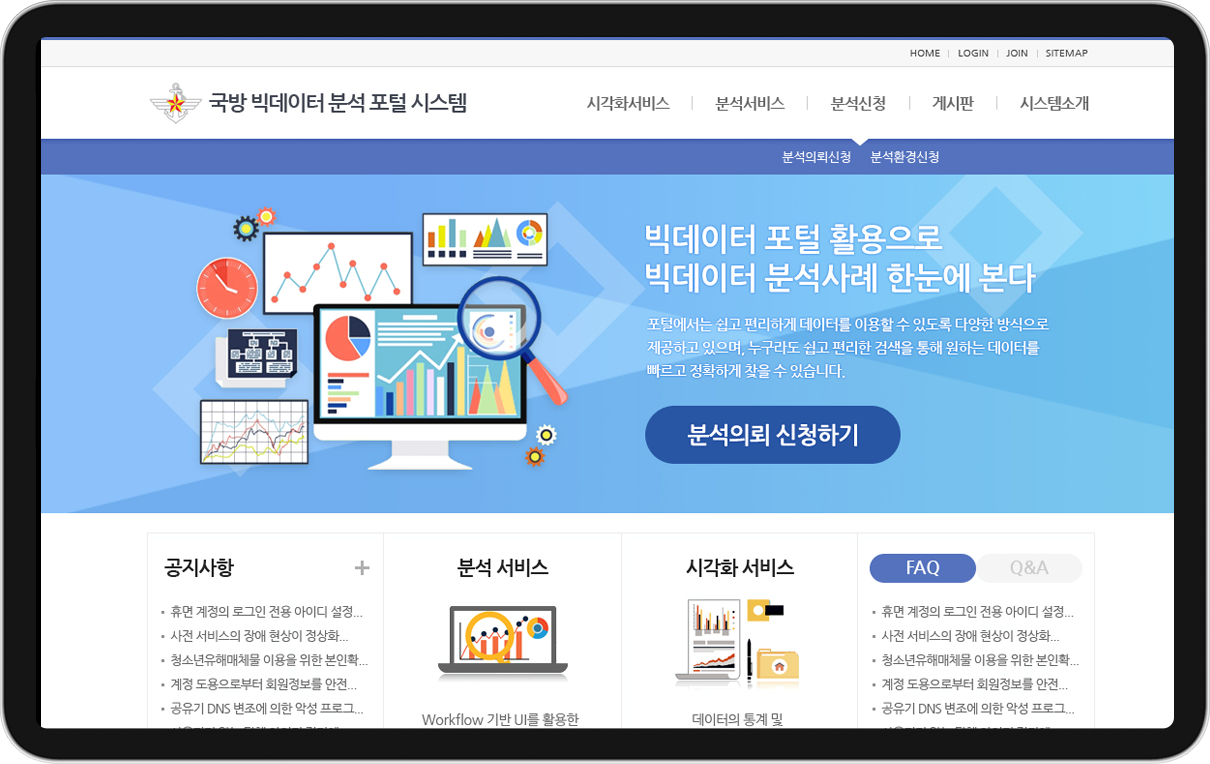 HOME
LOGIN
JOIN
SITEMAP
국방 빅데이터 분석 포털 시스템
시각화서비스
분석서비스
분석신청
게시판
시스템소개
분석의뢰신청
분석환경신청
빅데이터 포털 활용으로
빅데이터 분석사례 한눈에 본다
포털에서는 쉽고 편리하게 데이터를 이용할 수 있도록 다양한 방식으로
제공하고 있으며, 누구라도 쉽고 편리한 검색을 통해 원하는 데이터를
빠르고 정확하게 찾을 수 있습니다.
분석의뢰 신청하기
공지사항
휴면 계정의 로그인 전용 아이디 설정...
사전 서비스의 장애 현상이 정상화...
청소년유해매체물 이용을 위한 본인확...
계정 도용으로부터 회원정보를 안전...
공유기 DNS 변조에 의한 악성 프로그...
분석 서비스
Workflow 기반 UI를 활용한
시각화 서비스
데이터의 통계 및
FAQ
Q&A
휴면 계정의 로그인 전용 아이디 설정...
사전 서비스의 장애 현상이 정상화...
청소년유해매체물 이용을 위한 본인확...
계정 도용으로부터 회원정보를 안전...
공유기 DNS 변조에 의한 악성 프로그...